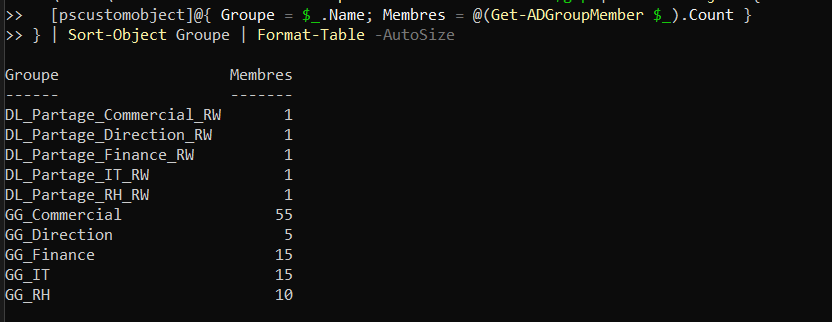 >>   [pscustomobject]@{ Groupe = $_.Name; Membres = @(Get-ADGroupMember $_).Count }
>> } | Sort-Object Groupe | Format-Table -AutoSize
Groupe                  Membres
------                  -------
DL_Partage_Commercial_RW       1
DL_Partage_Direction_RW        1
DL_Partage_Finance_RW          1
DL_Partage_IT_RW               1
DL_Partage_RH_RW               1
GG_Commercial                 55
GG_Direction                   5
GG_Finance                    15
GG_IT                         15
GG_RH                         10